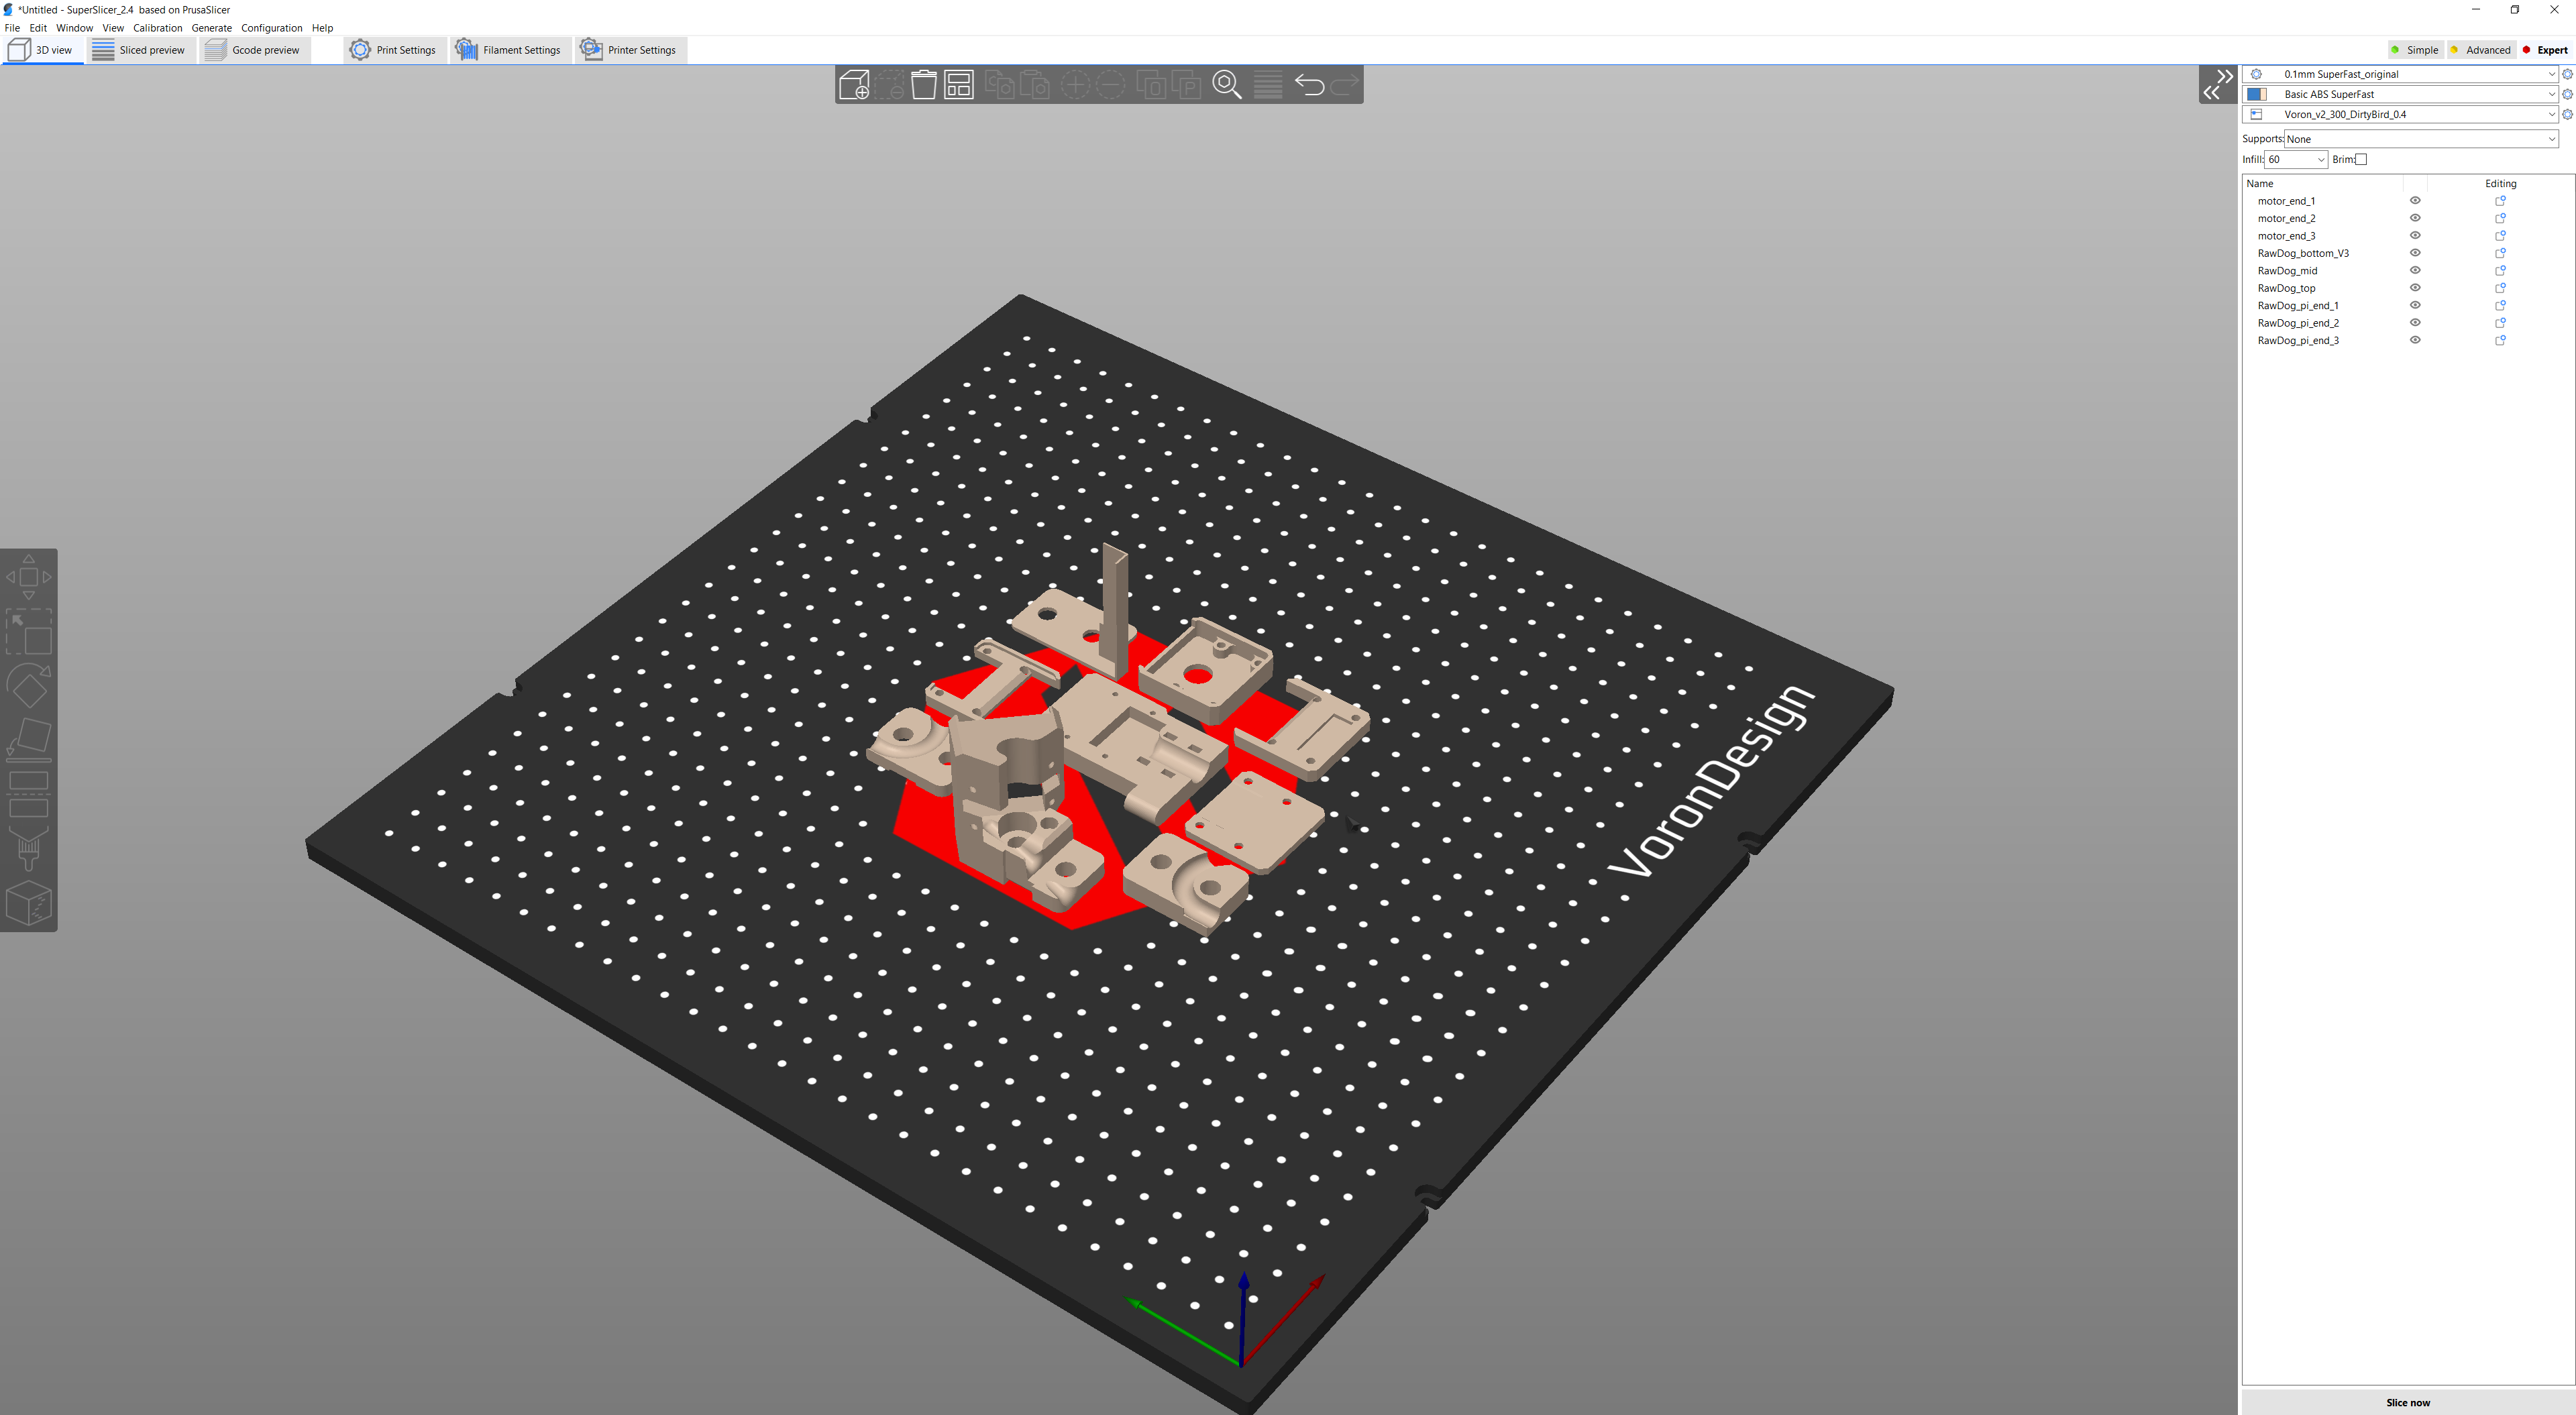 *Untitled - SuperSlicer_2.4  based on PrusaSlicer
File Edit Window View Calibration Generate Configuration Help
3D view Sliced preview Gcode preview Print Settings Filament Settings Printer Settings Simple Advanced Expert
0.1mm SuperFast_original
Basic ABS SuperFast
Voron_v2_300_DirtyBird_0.4
Supports: None
Infill: 60 Brim:
Name Editing
motor_end_1
motor_end_2
motor_end_3
RawDog_bottom_V3
RawDog_mid
RawDog_top
RawDog_pi_end_1
RawDog_pi_end_2
RawDog_pi_end_3
VoronDesign
Slice now